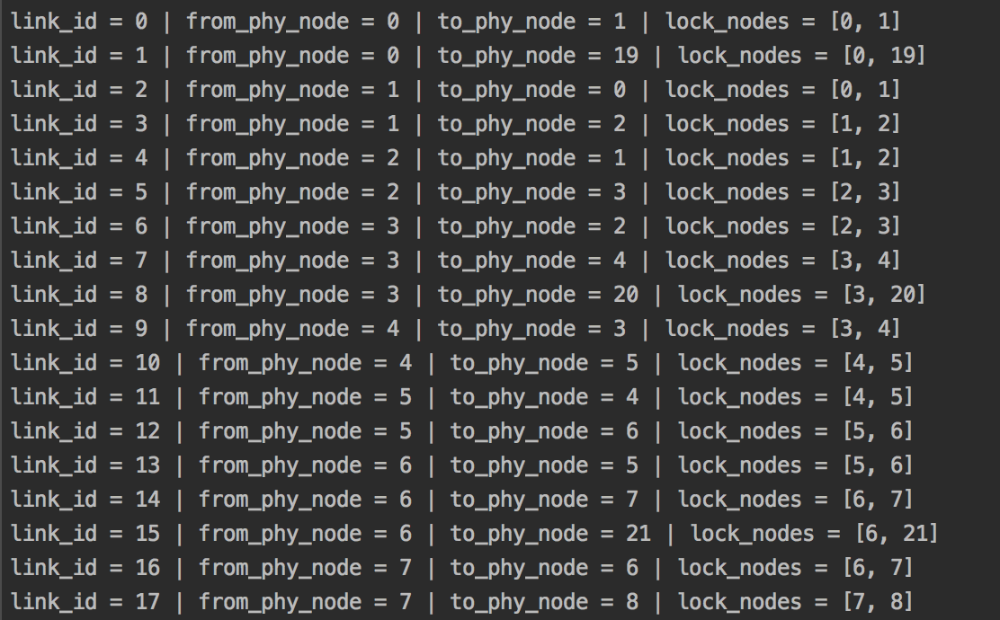 link_id = 0 | from_phy_node = 0 | to_phy_node = 1 | lock_nodes = [0, 1]
link_id = 1 | from_phy_node = 0 | to_phy_node = 19 | lock_nodes = [0, 19]
link_id = 2 | from_phy_node = 1 | to_phy_node = 0 | lock_nodes = [0, 1]
link_id = 3 | from_phy_node = 1 | to_phy_node = 2 | lock_nodes = [1, 2]
link_id = 4 | from_phy_node = 2 | to_phy_node = 1 | lock_nodes = [1, 2]
link_id = 5 | from_phy_node = 2 | to_phy_node = 3 | lock_nodes = [2, 3]
link_id = 6 | from_phy_node = 3 | to_phy_node = 2 | lock_nodes = [2, 3]
link_id = 7 | from_phy_node = 3 | to_phy_node = 4 | lock_nodes = [3, 4]
link_id = 8 | from_phy_node = 3 | to_phy_node = 20 | lock_nodes = [3, 20]
link_id = 9 | from_phy_node = 4 | to_phy_node = 3 | lock_nodes = [3, 4]
link_id = 10 | from_phy_node = 4 | to_phy_node = 5 | lock_nodes = [4, 5]
link_id = 11 | from_phy_node = 5 | to_phy_node = 4 | lock_nodes = [4, 5]
link_id = 12 | from_phy_node = 5 | to_phy_node = 6 | lock_nodes = [5, 6]
link_id = 13 | from_phy_node = 6 | to_phy_node = 5 | lock_nodes = [5, 6]
link_id = 14 | from_phy_node = 6 | to_phy_node = 7 | lock_nodes = [6, 7]
link_id = 15 | from_phy_node = 6 | to_phy_node = 21 | lock_nodes = [6, 21]
link_id = 16 | from_phy_node = 7 | to_phy_node = 6 | lock_nodes = [6, 7]
link_id = 17 | from_phy_node = 7 | to_phy_node = 8 | lock_nodes = [7, 8]